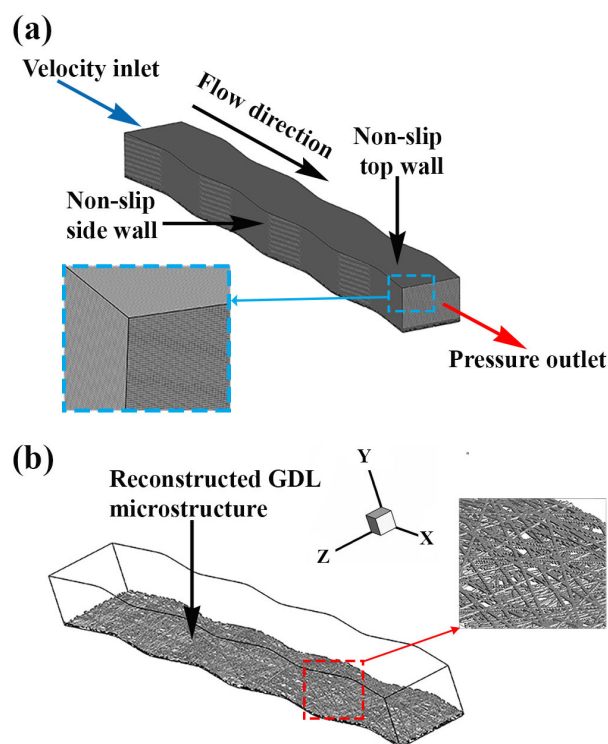 (a)
Velocity inlet
Flow direction
Non-slip
top wall
Non-slip
side wall
Pressure outlet
(b)
Reconstructed GDL
microstructure
Y
Z
X